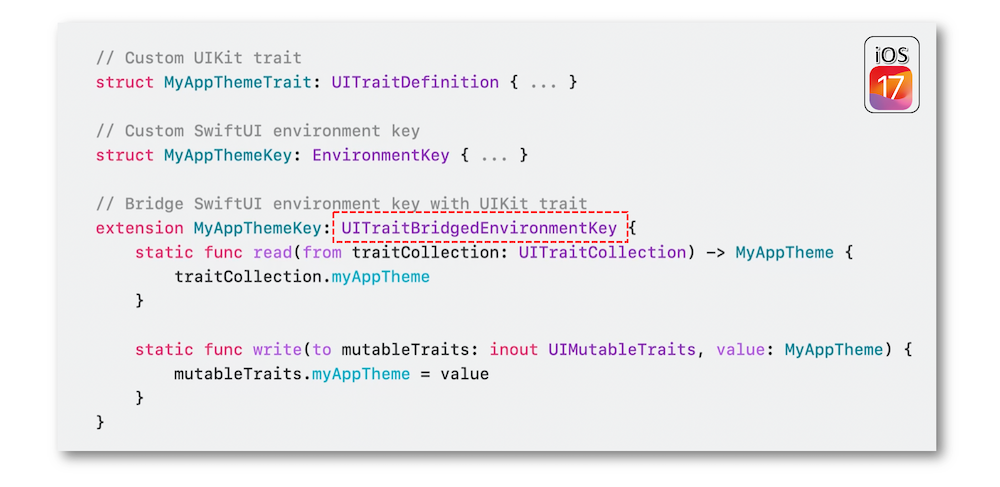 // Custom UIKit trait
struct MyAppThemeTrait: UITraitDefinition { ... }
// Custom SwiftUI environment key
struct MyAppThemeKey: EnvironmentKey { ... }
// Bridge SwiftUI environment key with UIKit trait
extension MyAppThemeKey: UITraitBridgedEnvironmentKey {
    static func read(from traitCollection: UITraitCollection) -> MyAppTheme {
        traitCollection.myAppTheme
    }
    static func write(to mutableTraits: inout UIMutableTraits, value: MyAppTheme) {
        mutableTraits.myAppTheme = value
    }
}
iOS
17